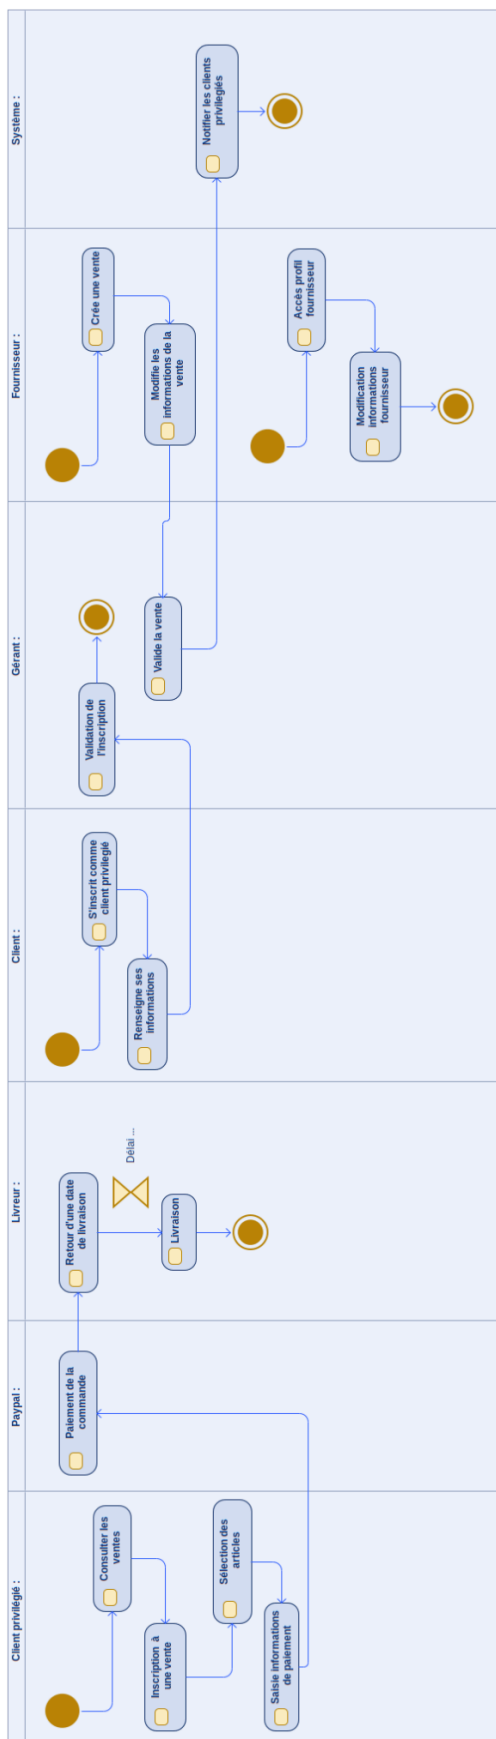 Système :
Notifier les clients
privilegiés
Fournisseur :
Crée une vente
Modifie les
informations de la
vente
Accès profil
fournisseur
Modification
informations
fournisseur
Gérant :
Validation de
l'inscription
Valide la vente
Client :
S'inscrit comme
client privilegié
Renseigne ses
informations
Livreur :
Retour d'une date
de livraison
Délai ...
Livraison
Paypal :
Paiement de la
commande
Client privilégié :
Consulter les
ventes
Inscription à
une vente
Sélection des
articles
Saisie informations
de paiement